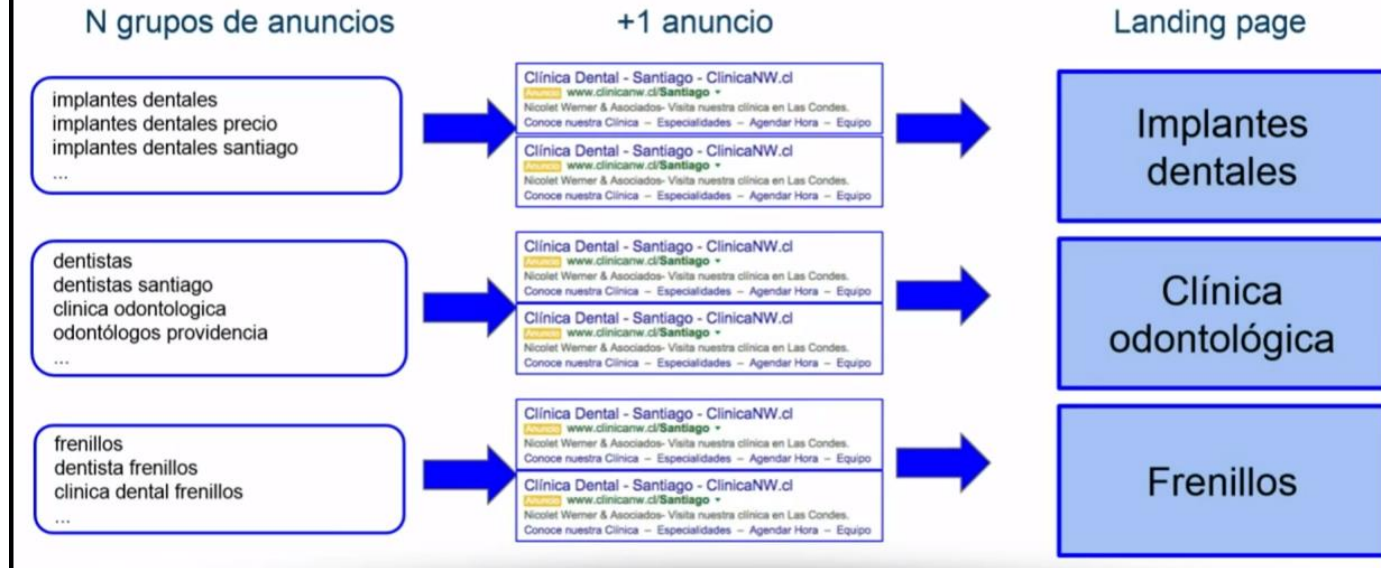 N grupos de anuncios
+1 anuncio
Landing page
implantes dentales
implantes dentales precio
implantes dentales santiago
...
Clínica Dental - Santiago - ClinicaNW.cl
Anuncio www.clinicanw.cl/Santiago
Nicolet Werner & Asociados- Visita nuestra clínica en Las Condes.
Conoce nuestra Clínica – Especialidades – Agendar Hora – Equipo
Clínica Dental - Santiago - ClinicaNW.cl
Anuncio www.clinicanw.cl/Santiago
Nicolet Werner & Asociados- Visita nuestra clínica en Las Condes.
Conoce nuestra Clínica – Especialidades – Agendar Hora – Equipo
Implantes
dentales
dentistas
dentistas santiago
clinica odontologica
odontólogos providencia
...
Clínica Dental - Santiago - ClinicaNW.cl
Anuncio www.clinicanw.cl/Santiago
Nicolet Werner & Asociados- Visita nuestra clínica en Las Condes.
Conoce nuestra Clínica – Especialidades – Agendar Hora – Equipo
Clínica Dental - Santiago - ClinicaNW.cl
Anuncio www.clinicanw.cl/Santiago
Nicolet Werner & Asociados- Visita nuestra clínica en Las Condes.
Conoce nuestra Clínica – Especialidades – Agendar Hora – Equipo
Clínica
odontológica
frenillos
dentista frenillos
clinica dental frenillos
...
Clínica Dental - Santiago - ClinicaNW.cl
Anuncio www.clinicanw.cl/Santiago
Nicolet Werner & Asociados- Visita nuestra clínica en Las Condes.
Conoce nuestra Clínica – Especialidades – Agendar Hora – Equipo
Clínica Dental - Santiago - ClinicaNW.cl
Anuncio www.clinicanw.cl/Santiago
Nicolet Werner & Asociados- Visita nuestra clínica en Las Condes.
Conoce nuestra Clínica – Especialidades – Agendar Hora – Equipo
Frenillos